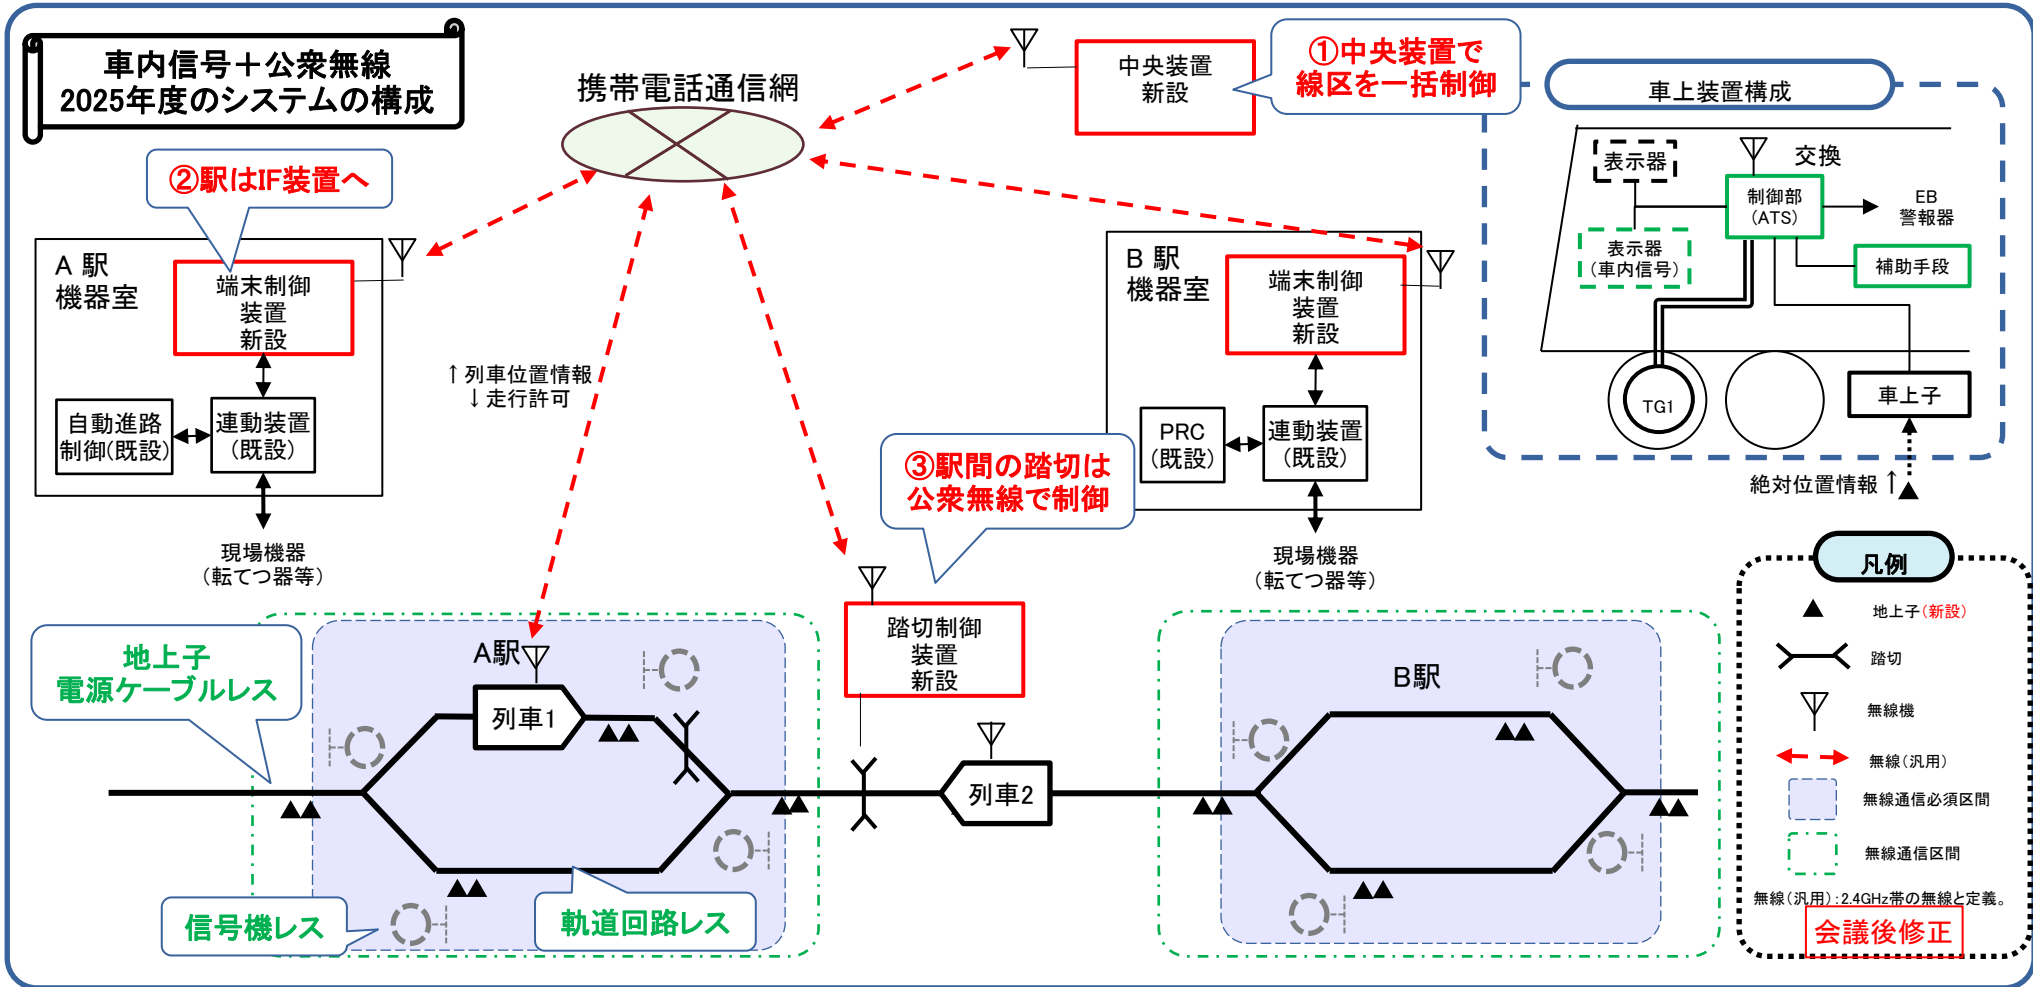 車内信号＋公衆無線
2025年度のシステムの構成
携帯電話通信網
中央装置
新設
①中央装置で
線区を一括制御
車上装置構成
表示器
交換
制御部
(ATS)
EB
警報器
表示器
（車内信号）
補助手段
TG1
車上子
絶対位置情報 ↑
②駅はIF装置へ
A 駅
機器室
端末制御
装置
新設
自動進路
制御(既設)
連動装置
(既設)
現場機器
（転てつ器等）
↑ 列車位置情報
↓ 走行許可
B 駅
機器室
端末制御
装置
新設
PRC
(既設)
連動装置
(既設)
現場機器
（転てつ器等）
③駅間の踏切は
公衆無線で制御
踏切制御
装置
新設
地上子
電源ケーブルレス
A駅
列車1
列車2
B駅
信号機レス
軌道回路レス
凡例
地上子（新設）
踏切
無線機
無線（汎用）
無線通信必須区間
無線通信区間
無線（汎用）：2.4GHz帯の無線と定義。
会議後修正